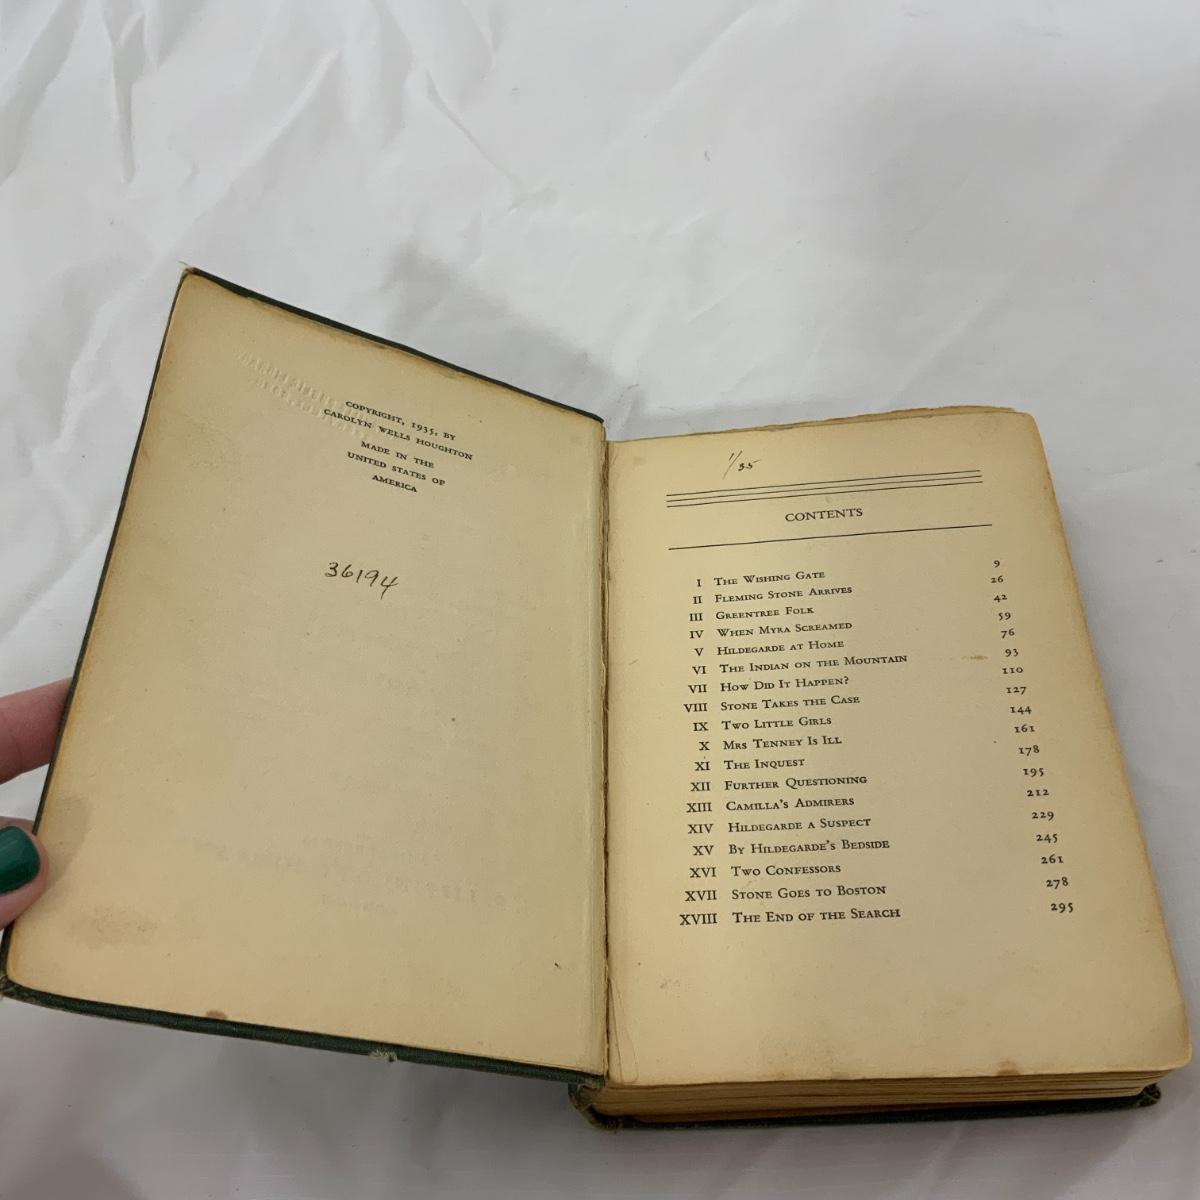 COPYRIGHT, 1935, BY
CAROLYN WELLS HOUGHTON
MADE IN THE
UNITED STATES OF
AMERICA
36194
1/35
CONTENTS
I THE WISHING GATE 9
II FLEMING STONE ARRIVES 26
III GREENTREE FOLK 42
IV WHEN MYRA SCREAMED 59
V HILDEGARDE AT HOME 76
VI THE INDIAN ON THE MOUNTAIN 93
VII HOW DID IT HAPPEN? 110
VIII STONE TAKES THE CASE 127
IX TWO LITTLE GIRLS 144
X MRS TENNEY IS ILL 161
XI THE INQUEST 178
XII FURTHER QUESTIONING 195
XIII CAMILLA'S ADMIRERS 212
XIV HILDEGARDE A SUSPECT 229
XV BY HILDEGARDE'S BEDSIDE 245
XVI TWO CONFESSORS 261
XVII STONE GOES TO BOSTON 278
XVIII THE END OF THE SEARCH 295